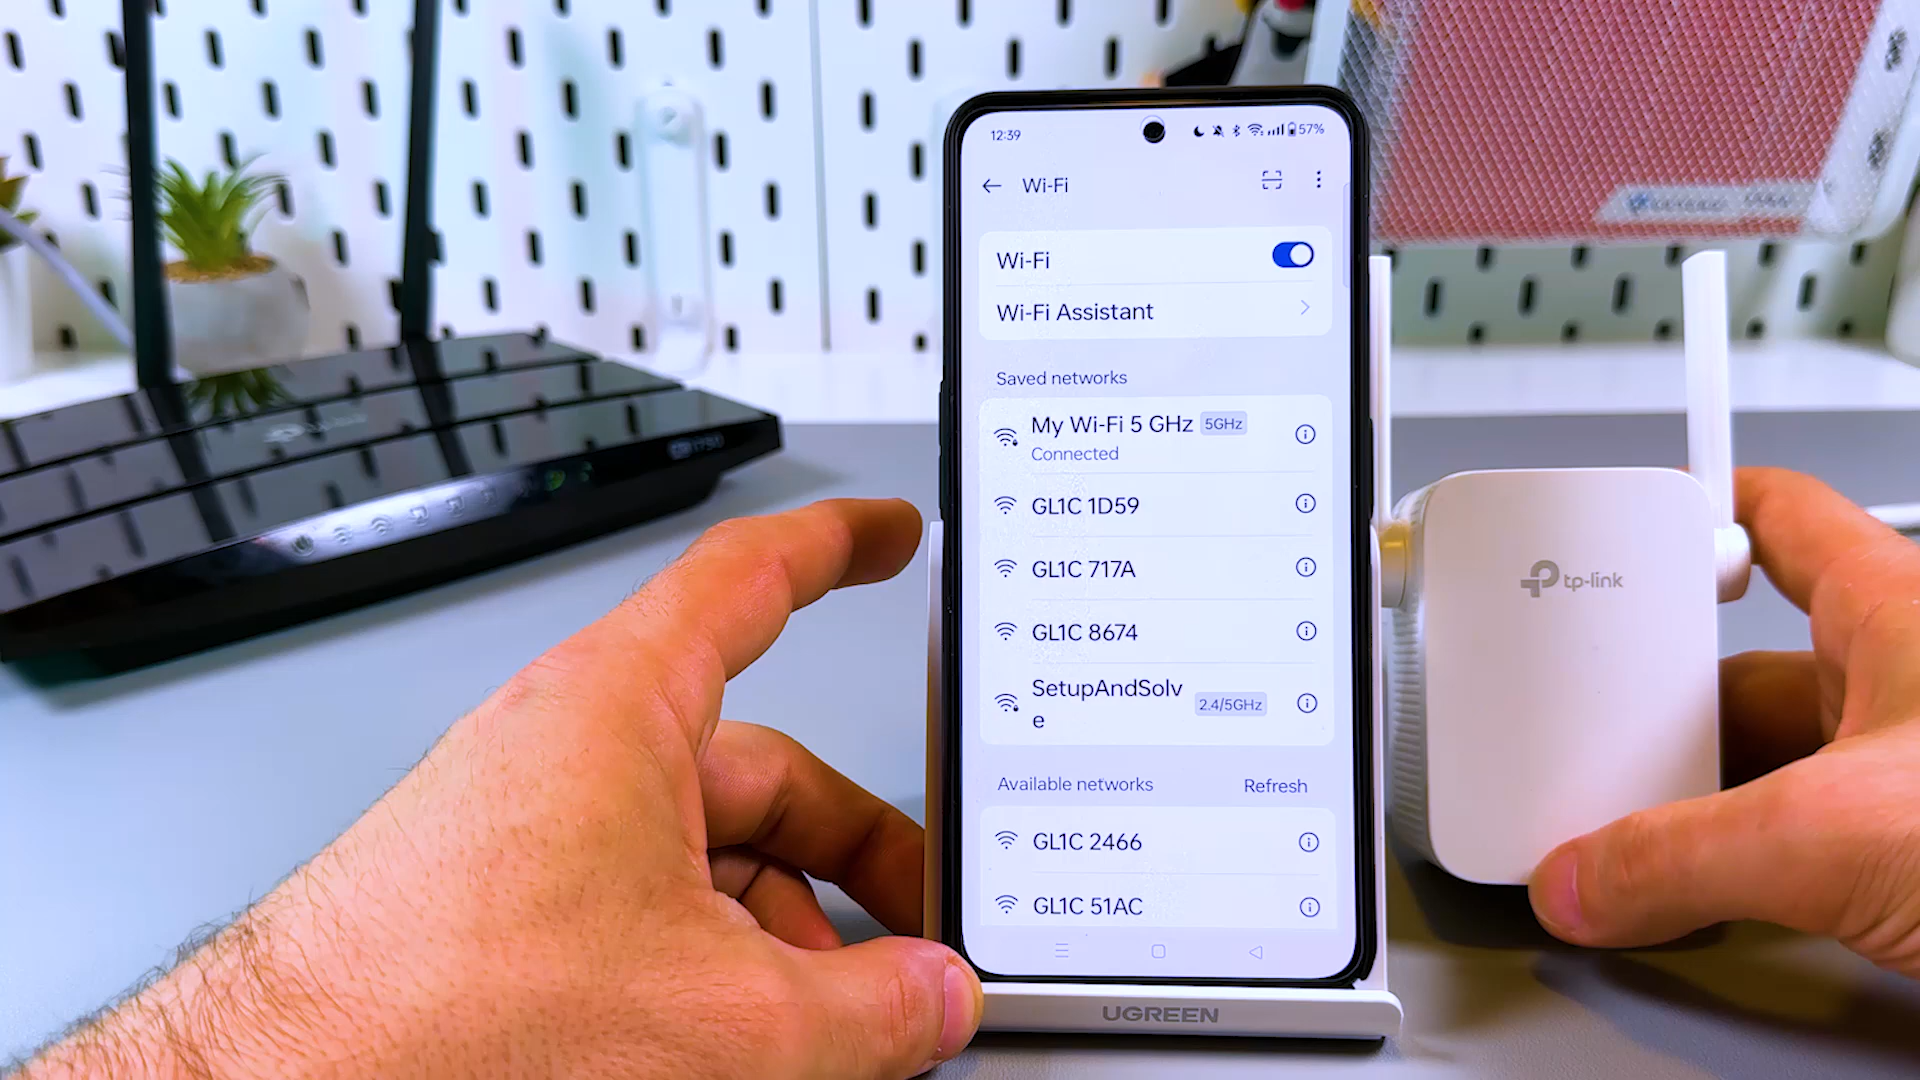 12:39
57%
Wi-Fi
Wi-Fi
Wi-Fi Assistant
Saved networks
My Wi-Fi 5 GHz 5GHz
Connected
GL1C 1D59
GL1C 717A
GL1C 8674
SetupAndSolv
e 2.4/5GHz
Available networks Refresh
GL1C 2466
GL1C 51AC
UGREEN
tp-link